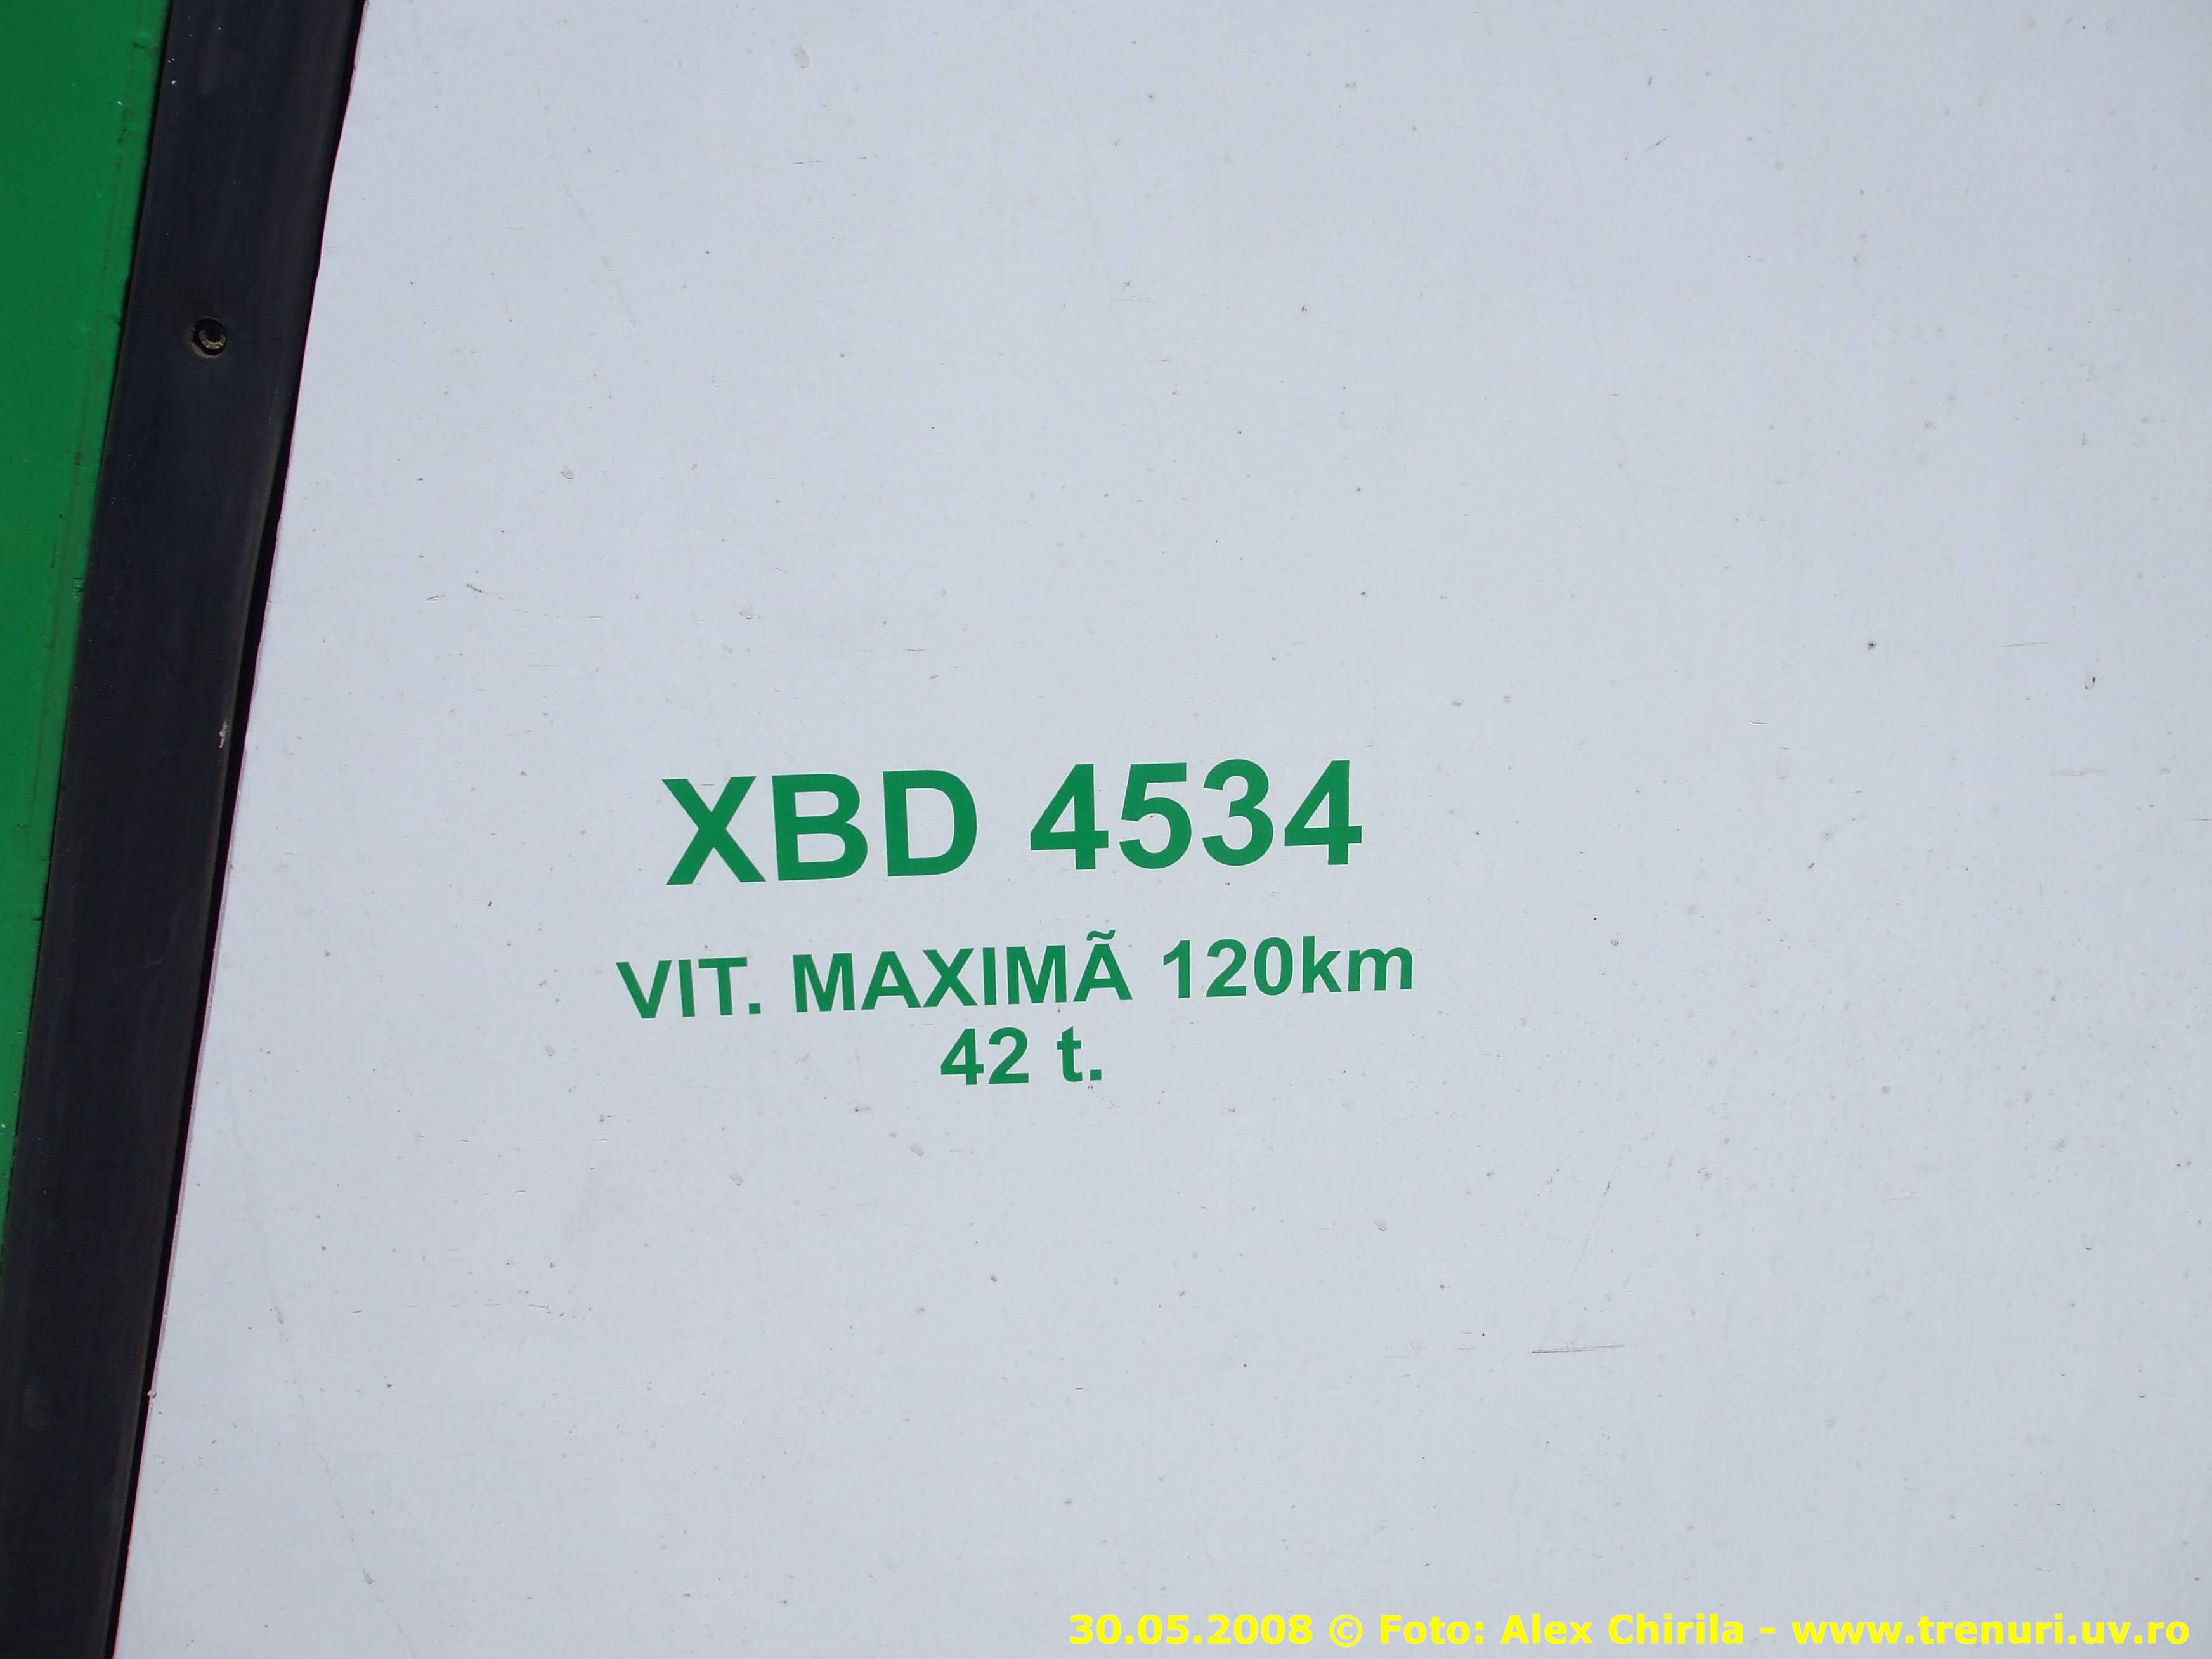 XBD 4534
VIT. MAXIMÃ 120km
42 t.
30.05.2008 © Foto: Alex Chirila - www.trenuri.uv.ro